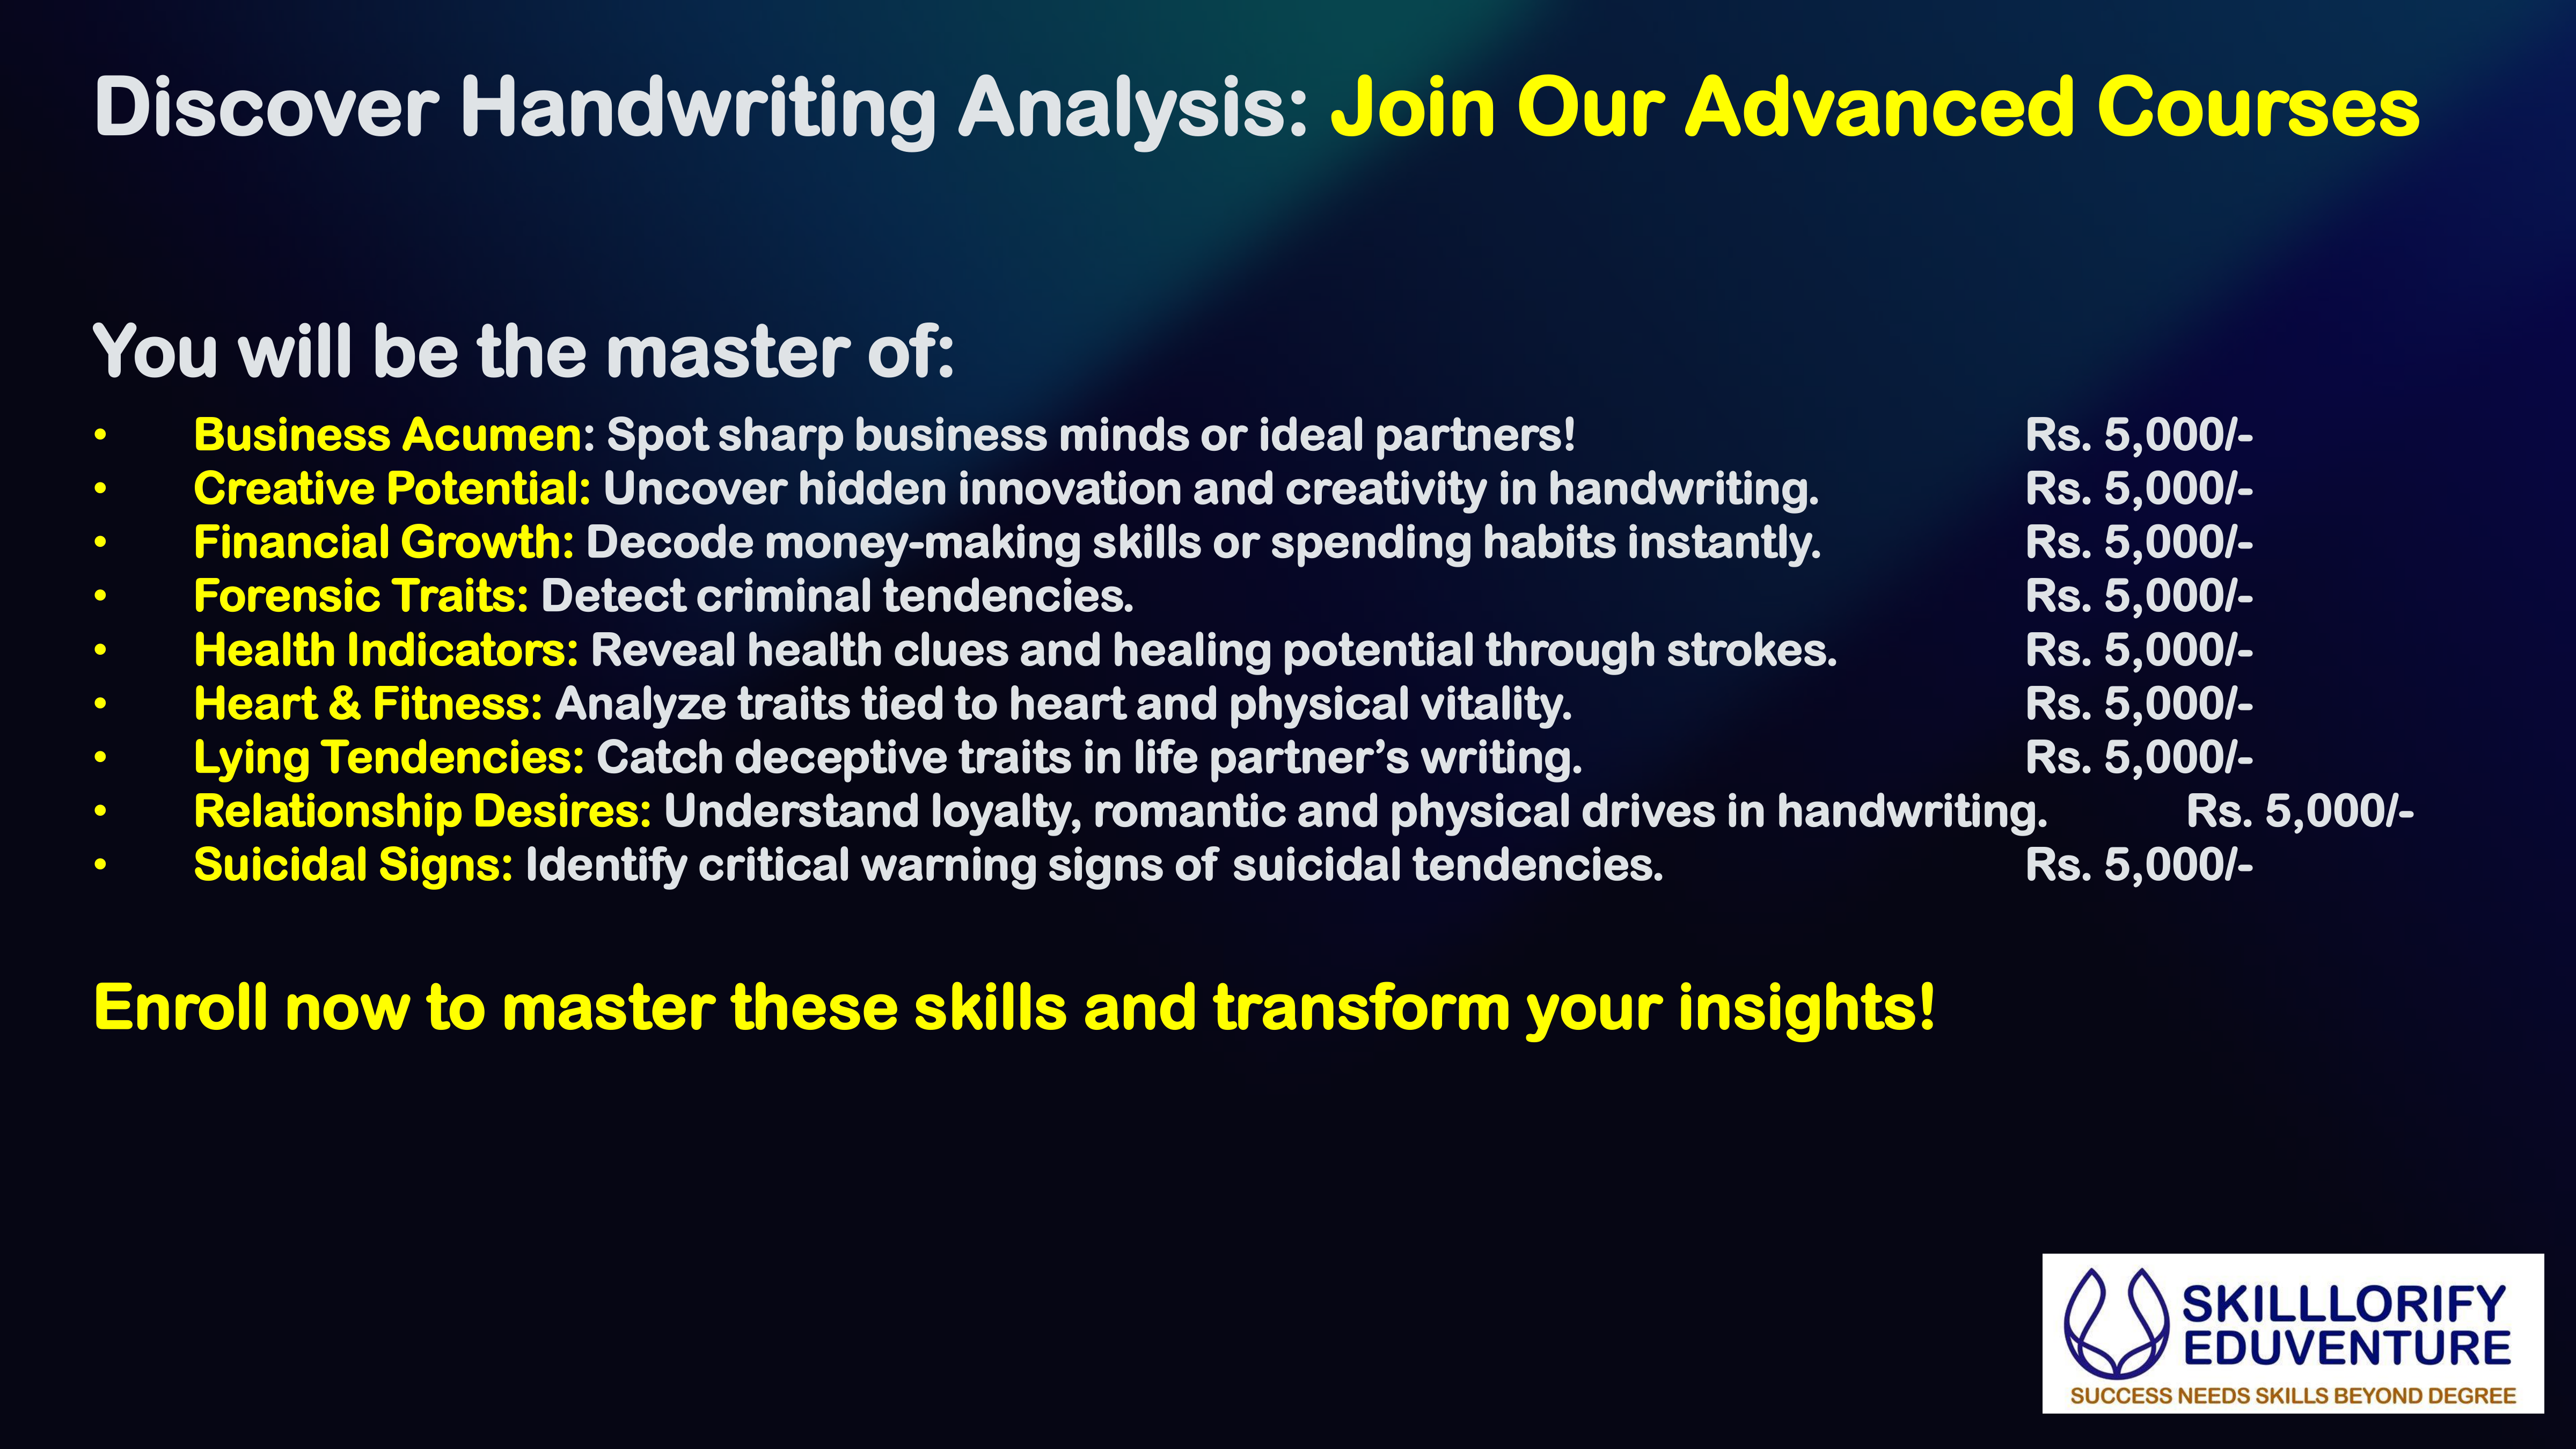 Discover Handwriting Analysis: Join Our Advanced Courses
You will be the master of:
• Business Acumen: Spot sharp business minds or ideal partners! Rs. 5,000/-
• Creative Potential: Uncover hidden innovation and creativity in handwriting. Rs. 5,000/-
• Financial Growth: Decode money-making skills or spending habits instantly. Rs. 5,000/-
• Forensic Traits: Detect criminal tendencies. Rs. 5,000/-
• Health Indicators: Reveal health clues and healing potential through strokes. Rs. 5,000/-
• Heart & Fitness: Analyze traits tied to heart and physical vitality. Rs. 5,000/-
• Lying Tendencies: Catch deceptive traits in life partner’s writing. Rs. 5,000/-
• Relationship Desires: Understand loyalty, romantic and physical drives in handwriting. Rs. 5,000/-
• Suicidal Signs: Identify critical warning signs of suicidal tendencies. Rs. 5,000/-
Enroll now to master these skills and transform your insights!
SKILLLORIFY
EDUVENTURE
SUCCESS NEEDS SKILLS BEYOND DEGREE